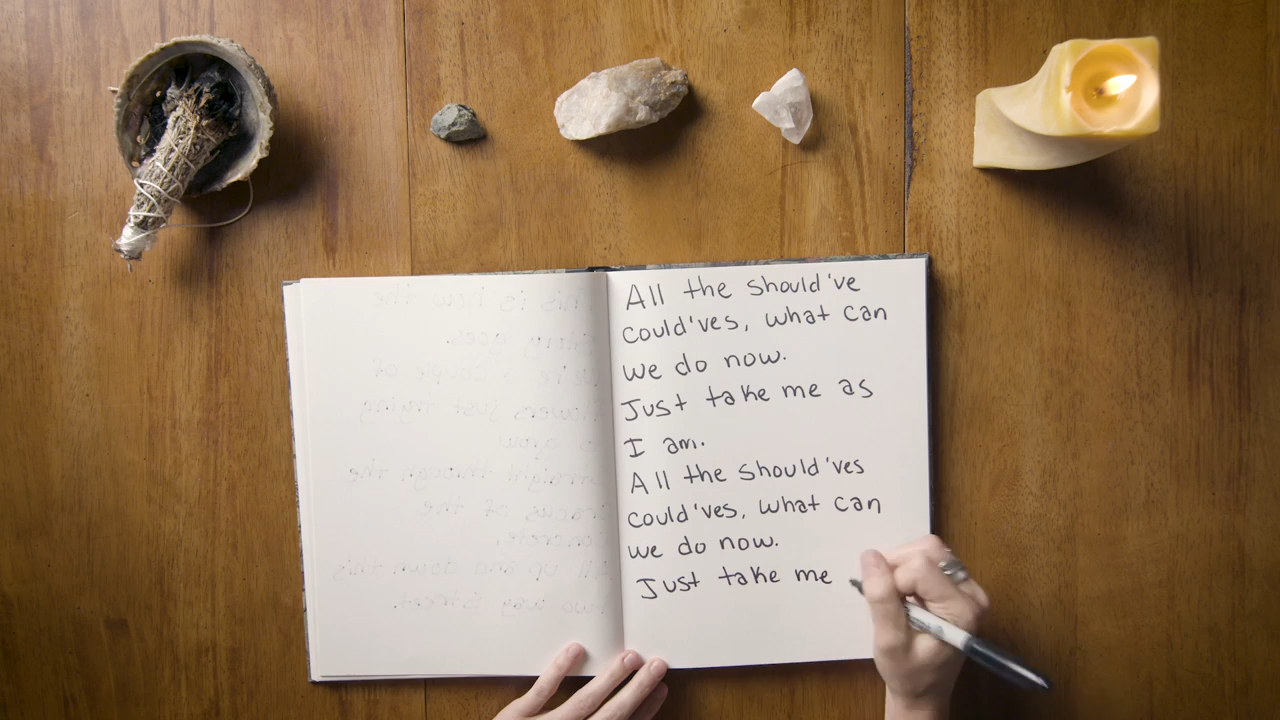 All the should've
could'ves, what can
we do now.
Just take me as
I am.
All the should'ves
could'ves, what can
we do now.
Just take me